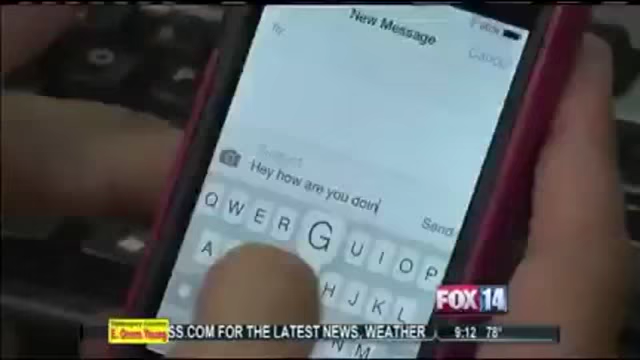 New Message
To:
Cancel
Hey how are you doin
Send
Q W E R G U I O P
A H J K L
N M
FOX 14
SS.COM FOR THE LATEST NEWS, WEATHER
9:12 78°